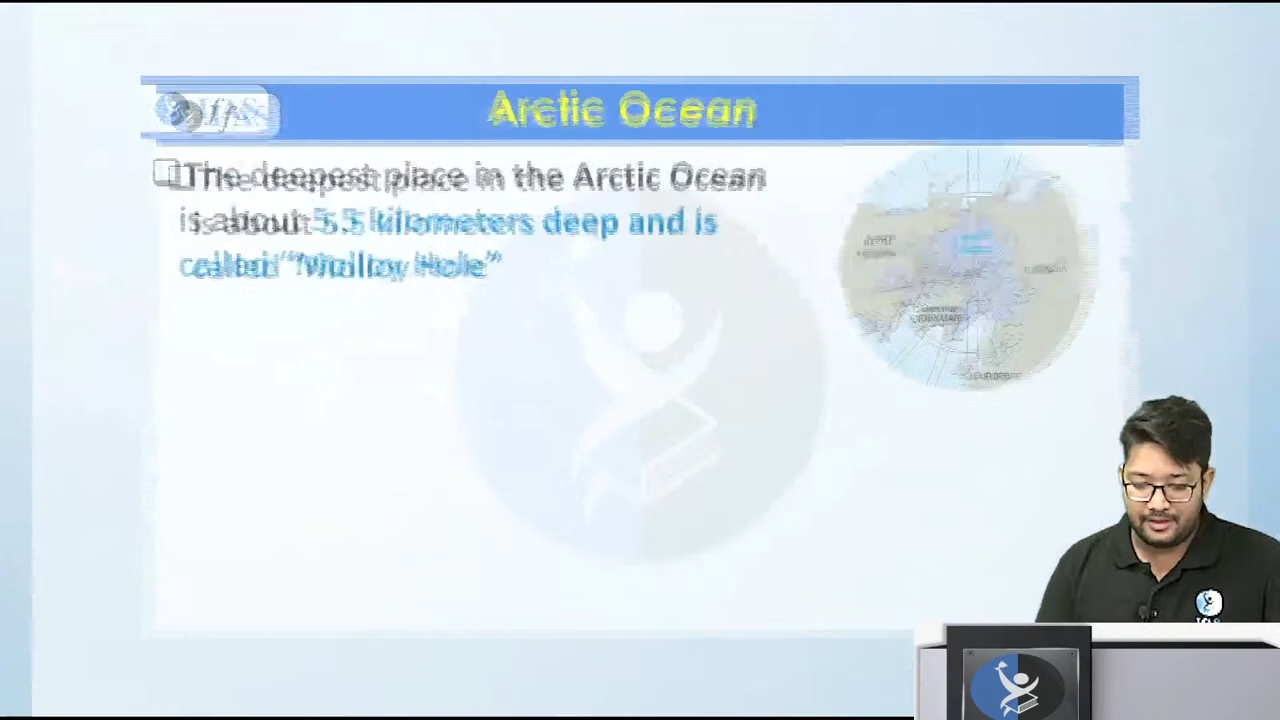 IFAS
Arctic Ocean
The deepest place in the Arctic Ocean
is about 5.5 kilometers deep and is
called "Molloy Hole"